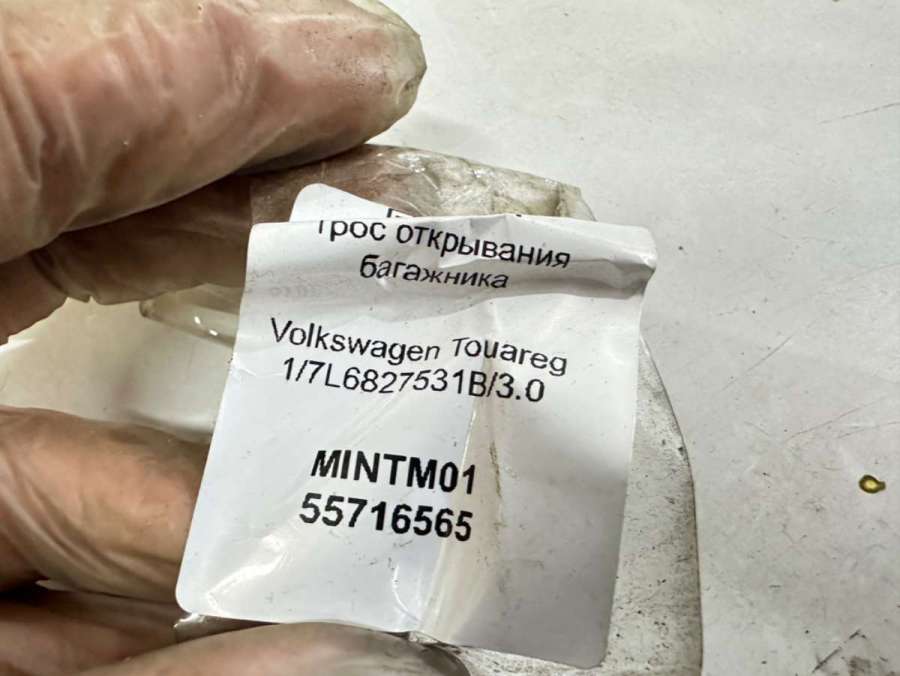 Трос открывания
багажника
Volkswagen Touareg
1/7L6827531B/3.0
MINTM01
55716565